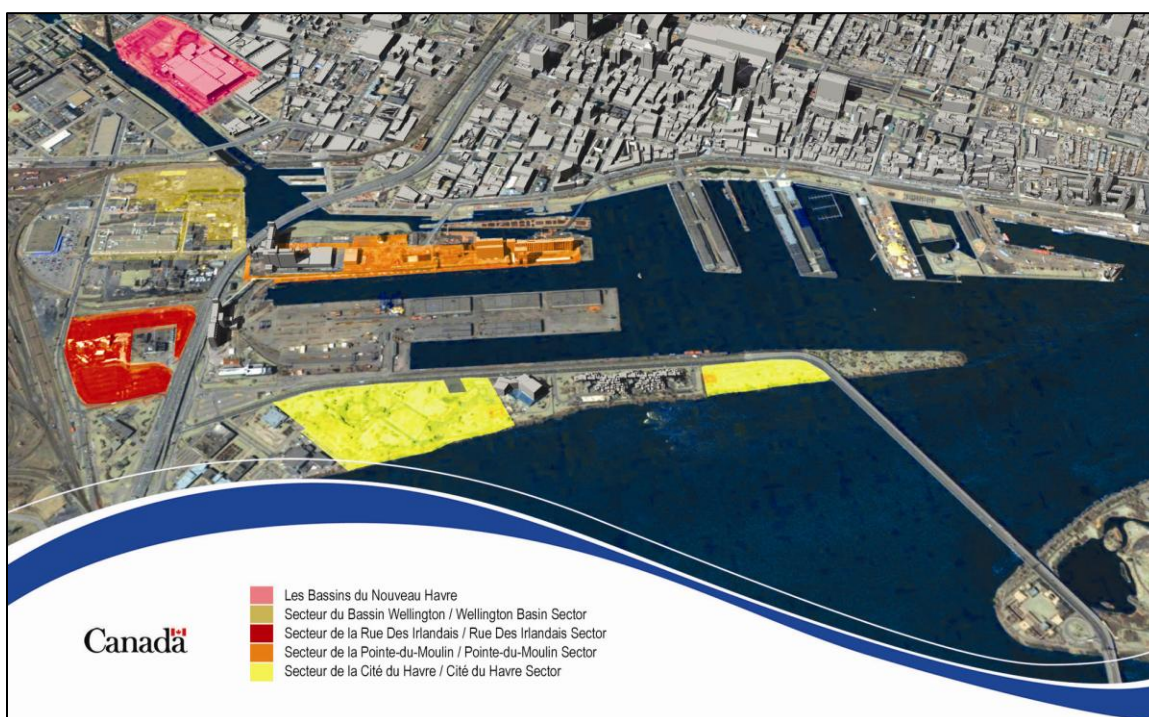 Les Bassins du Nouveau Havre
Secteur du Bassin Wellington / Wellington Basin Sector
Secteur de la Rue Des Irlandais / Rue Des Irlandais Sector
Secteur de la Pointe-du-Moulin / Pointe-du-Moulin Sector
Secteur de la Cité du Havre / Cité du Havre Sector
Canada